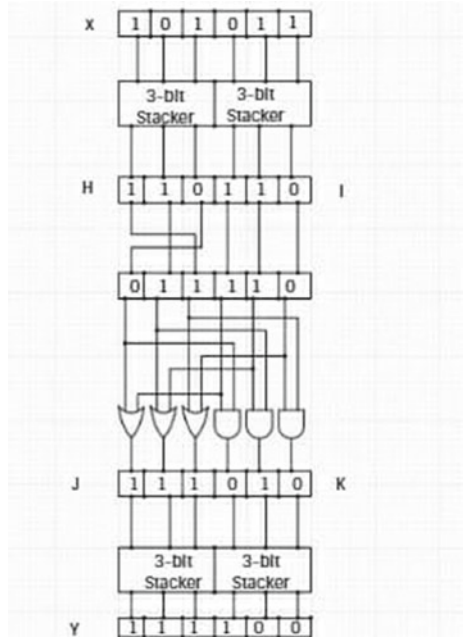 X 1 0 1 0 1 1
3-bit Stacker 3-bit Stacker
H 1 1 0 1 1 0 I
0 1 1 1 1 0
J 1 1 1 0 1 0 K
3-bit Stacker 3-bit Stacker
Y 1 1 1 1 0 0